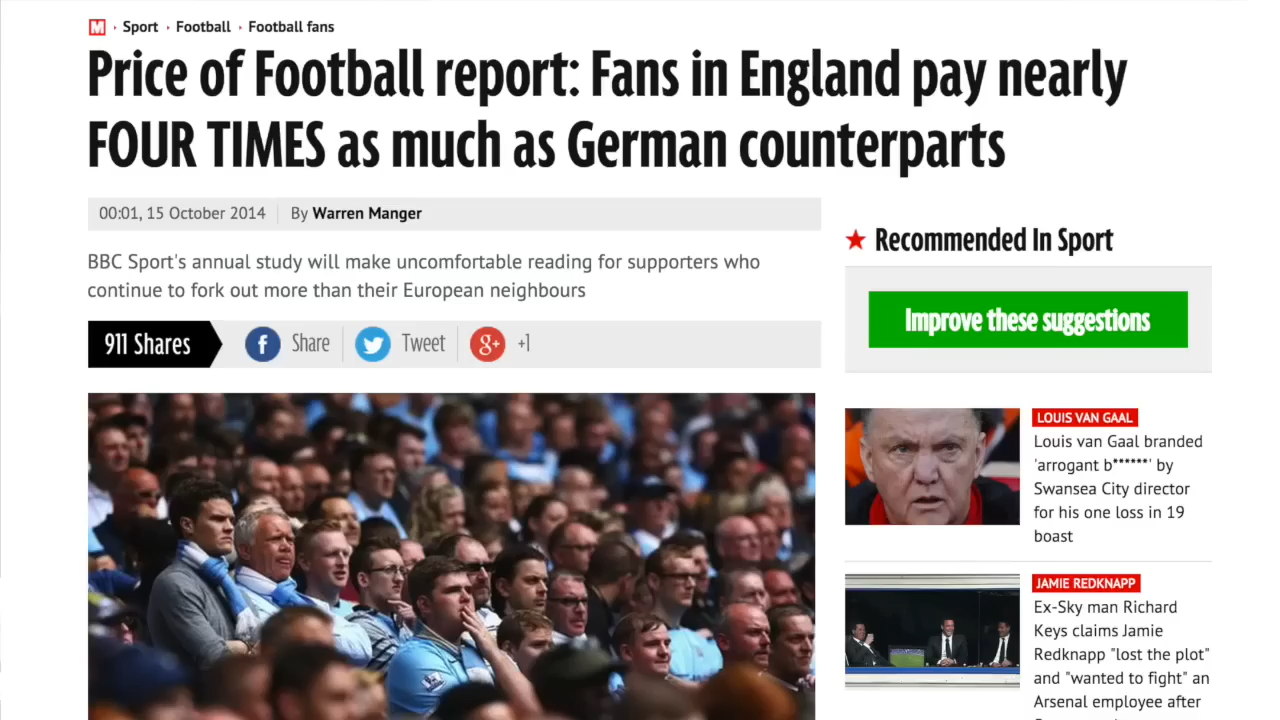 M Sport Football Football fans
Price of Football report: Fans in England pay nearly
FOUR TIMES as much as German counterparts
00:01, 15 October 2014 By Warren Manger
BBC Sport's annual study will make uncomfortable reading for supporters who
continue to fork out more than their European neighbours
911 Shares
f Share
Tweet
g+ +1
Recommended In Sport
Improve these suggestions
LOUIS VAN GAAL
Louis van Gaal branded
'arrogant b******' by
Swansea City director
for his one loss in 19
boast
JAMIE REDKNAPP
Ex-Sky man Richard
Keys claims Jamie
Redknapp "lost the plot"
and "wanted to fight" an
Arsenal employee after